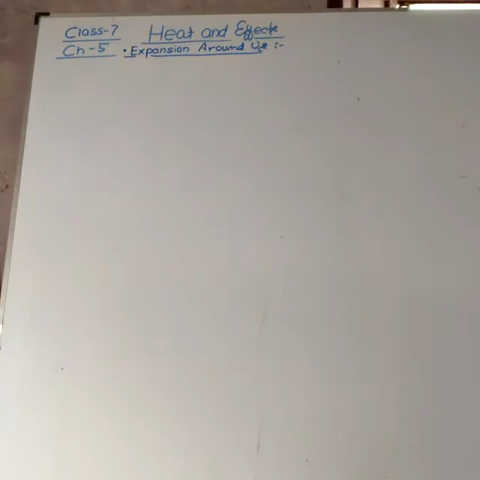 Class-7 Heat and Effects
Ch-5 • Expansion Around Us :-